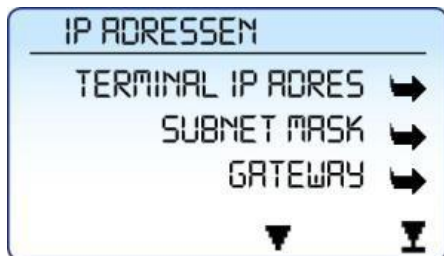 IP ADRESSEN
TERMINAL IP ADRES
SUBNET MASK
GATEWAY